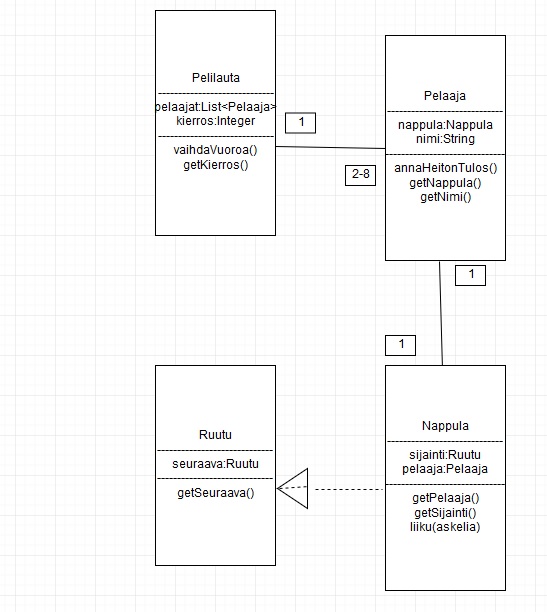 Pelilauta
pelaajat:List<Pelaaja>
kierros:Integer
vaihdaVuoroa()
getKierros()
1
2-8
Pelaaja
nappula:Nappula
nimi:String
annaHeitonTulos()
getNappula()
getNimi()
1
1
Ruutu
seuraava:Ruutu
getSeuraava()
Nappula
sijainti:Ruutu
pelaaja:Pelaaja
getPelaaja()
getSijainti()
liiku(askelia)